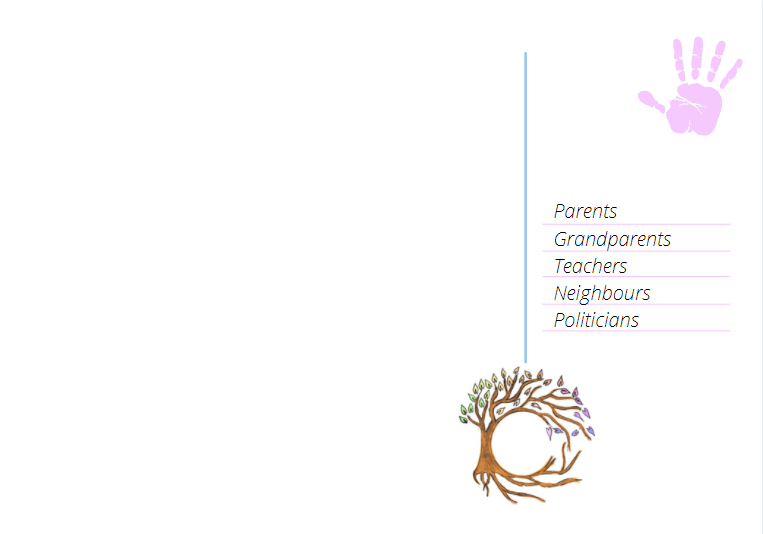 Parents
Grandparents
Teachers
Neighbours
Politicians